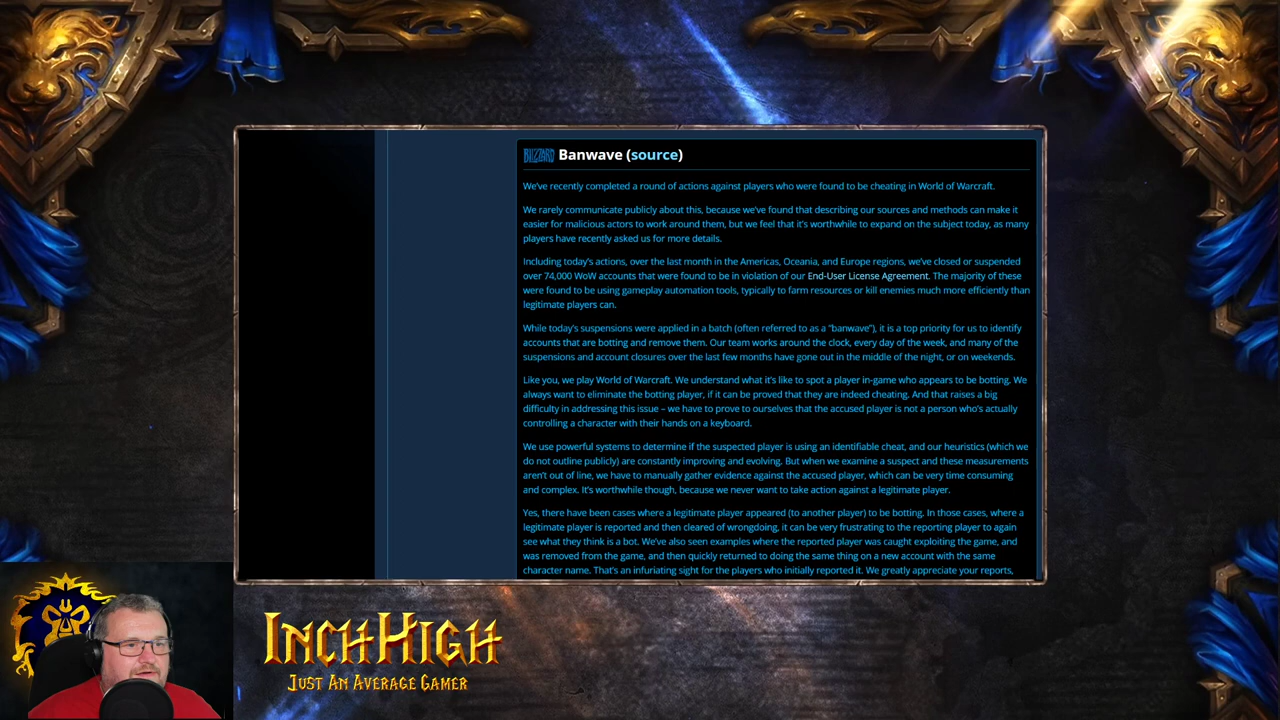 BLIZZARD Banwave (source)
We've recently completed a round of actions against players who were found to be cheating in World of Warcraft.
We rarely communicate publicly about this, because we've found that describing our sources and methods can make it
easier for malicious actors to work around them, but we feel that it's worthwhile to expand on the subject today, as many
players have recently asked us for more details.
Including today's actions, over the last month in the Americas, Oceania, and Europe regions, we've closed or suspended
over 74,000 WoW accounts that were found to be in violation of our End-User License Agreement. The majority of these
were found to be using gameplay automation tools, typically to farm resources or kill enemies much more efficiently than
legitimate players can.
While today's suspensions were applied in a batch (often referred to as a "banwave"), it is a top priority for us to identify
accounts that are botting and remove them. Our team works around the clock, every day of the week, and many of the
suspensions and account closures over the last few months have gone out in the middle of the night, or on weekends.
Like you, we play World of Warcraft. We understand what it's like to spot a player in-game who appears to be botting. We
always want to eliminate the botting player, if it can be proved that they are indeed cheating. And that raises a big
difficulty in addressing this issue – we have to prove to ourselves that the accused player is not a person who's actually
controlling a character with their hands on a keyboard.
We use powerful systems to determine if the suspected player is using an identifiable cheat, and our heuristics (which we
do not outline publicly) are constantly improving and evolving. But when we examine a suspect and these measurements
aren't out of line, we have to manually gather evidence against the accused player, which can be very time consuming
and complex. It's worthwhile though, because we never want to take action against a legitimate player.
Yes, there have been cases where a legitimate player appeared (to another player) to be botting. In those cases, where a
legitimate player is reported and then cleared of wrongdoing, it can be very frustrating to the reporting player to again
see what they think is a bot. We've also seen examples where the reported player was caught exploiting the game, and
was removed from the game, and then quickly returned to doing the same thing on a new account with the same
character name. That's an infuriating sight for the players who initially reported it. We greatly appreciate your reports,
INCHHIGH
JUST AN AVERAGE GAMER